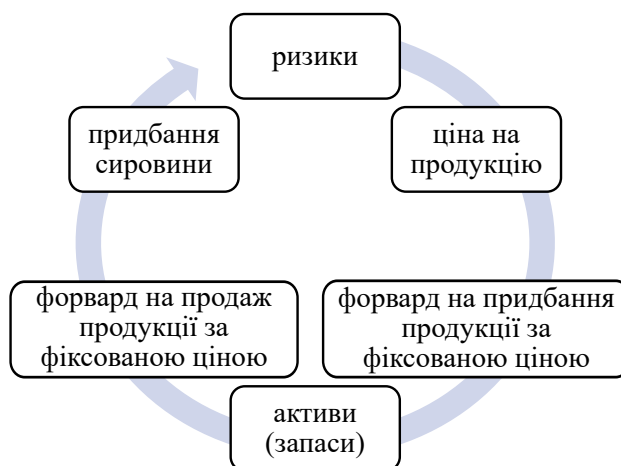 ризики
ціна на
продукцію
форвард на придбання
продукції за
фіксованою ціною
активи
(запаси)
форвард на продаж
продукції за
фіксованою ціною
придбання
сировини